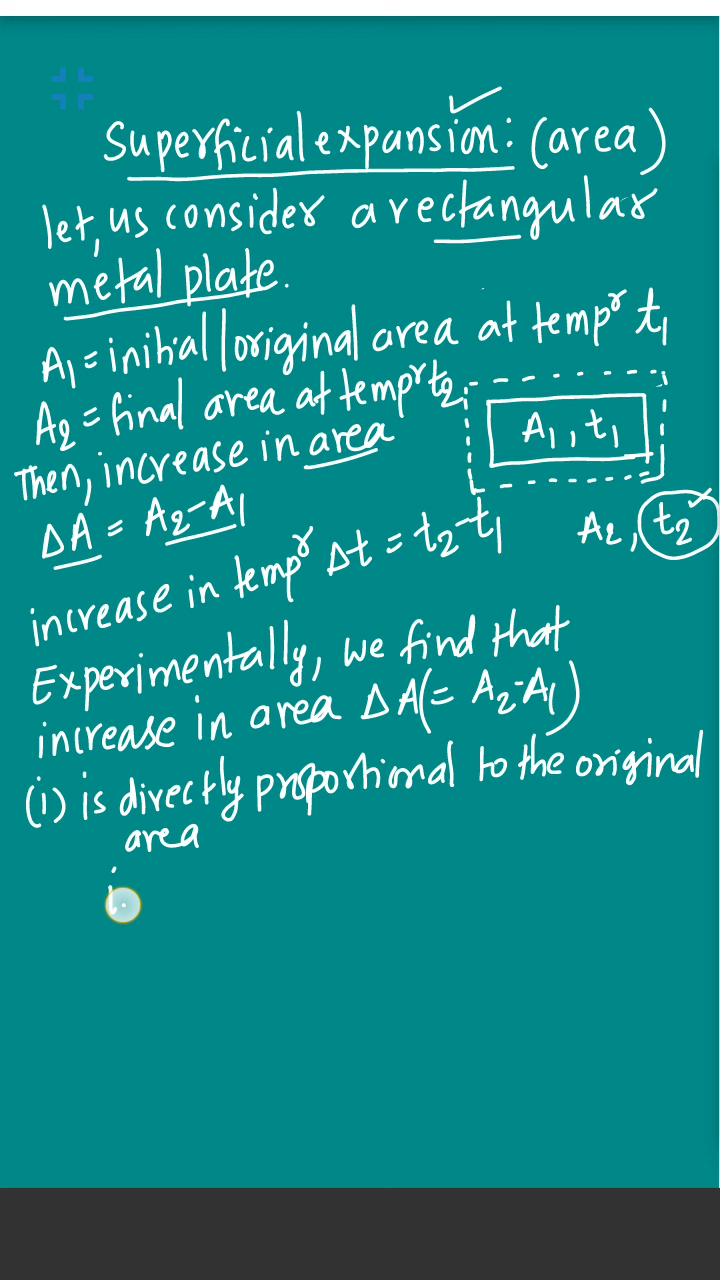 Superficial expansion: (area)
let, us consider a rectangular
metal plate.
A₁ = initial/original area at tempʳ t₁
A₂ = final area at tempʳ t₂
A₁, t₁
Then, increase in area
ΔA = A₂-A₁
A₂, t₂
increase in tempʳ Δt = t₂-t₁
Experimentally, we find that
increase in area ΔA(= A₂-A₁)
(i) is directly proportional to the original
area
i